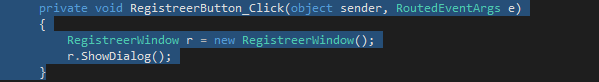 private void RegistreerButton_Click(object sender, RoutedEventArgs e)
{
RegistreerWindow r = new RegistreerWindow();
r.ShowDialog();
}